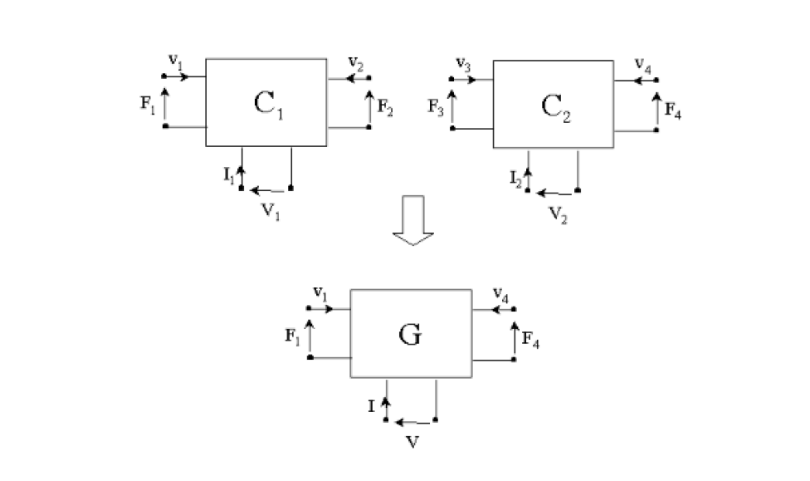 v₁ v₂ v₃ v₄
F₁ C₁ F₂ F₃ C₂ F₄
I₁ I₂
V₁ V₂
v₁ v₄
F₁ G F₄
I
V